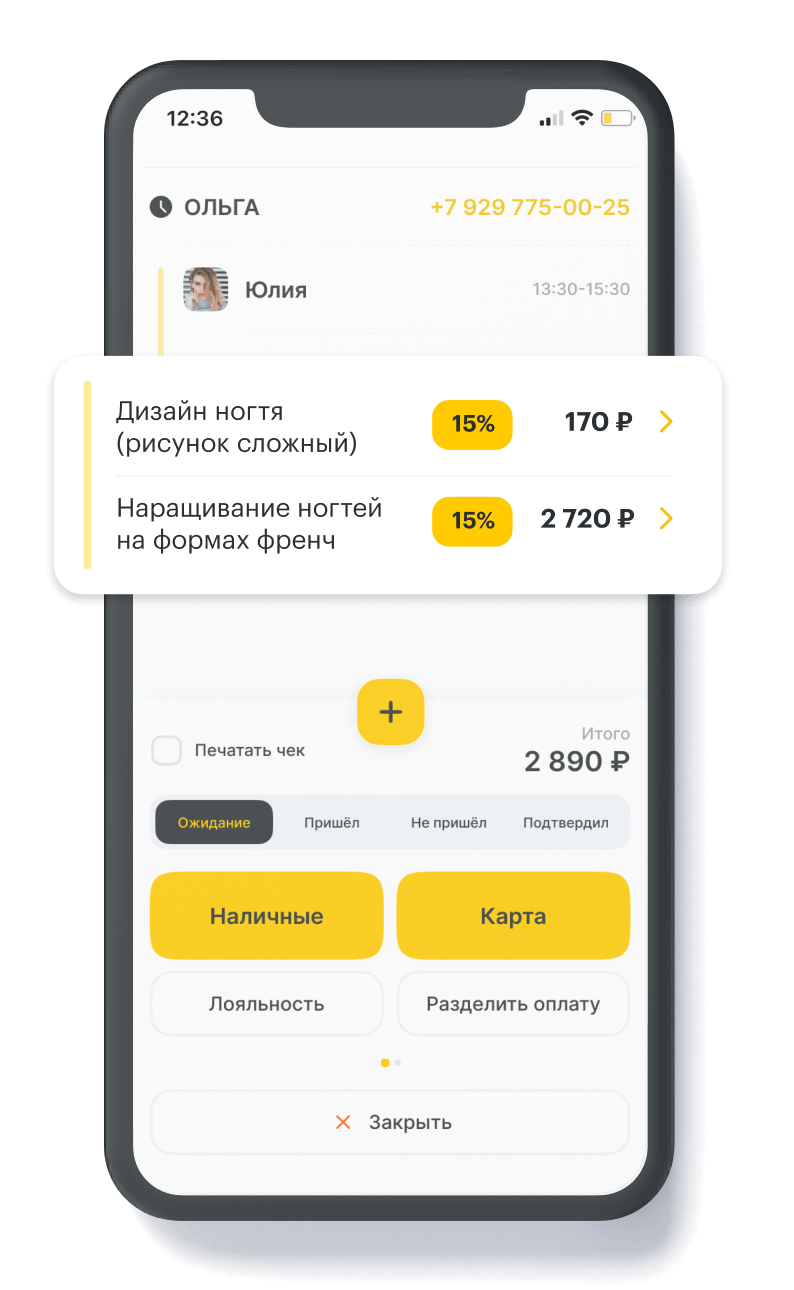 12:36
ОЛЬГА +7 929 775-00-25
Юлия 13:30-15:30
Дизайн ногтя
(рисунок сложный) 15% 170 ₽
Наращивание ногтей
на формах френч 15% 2 720 ₽
+
Печатать чек
Итого
2 890 ₽
Ожидание Пришёл Не пришёл Подтвердил
Наличные Карта
Лояльность Разделить оплату
Закрыть